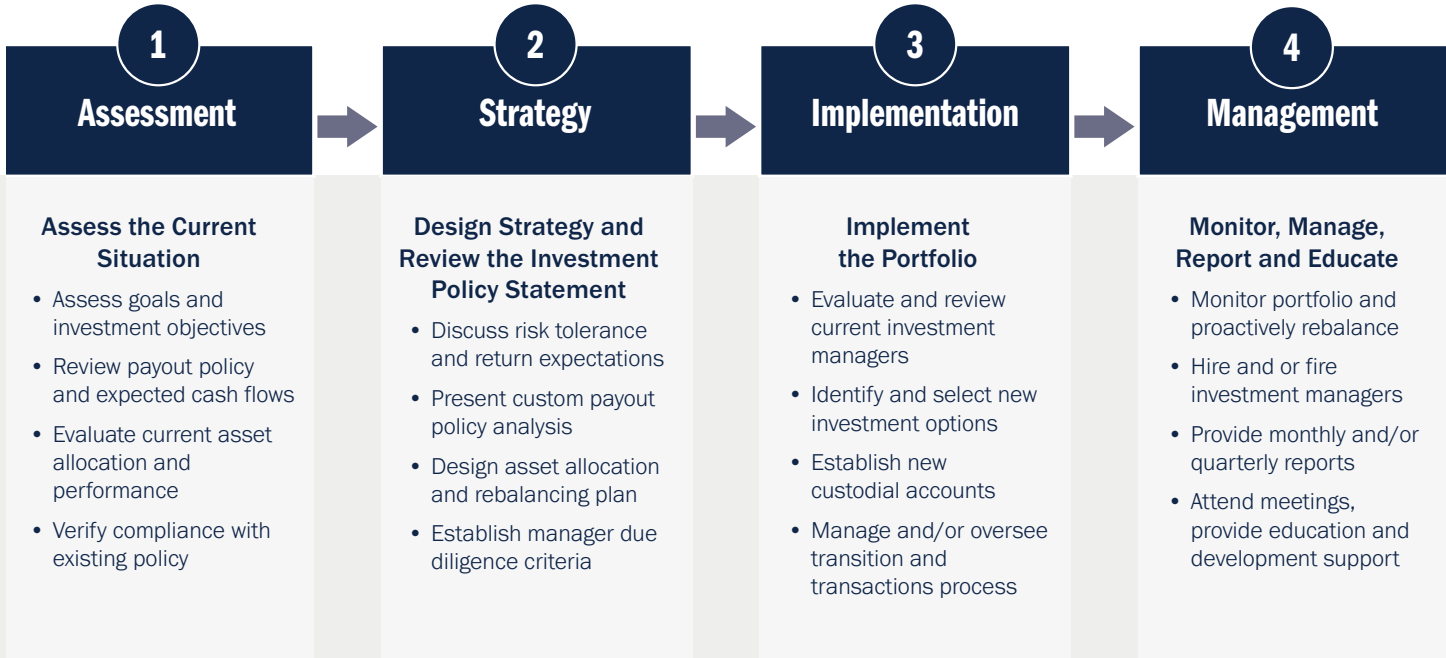 1
Assessment
Assess the Current
Situation
• Assess goals and
investment objectives
• Review payout policy
and expected cash flows
• Evaluate current asset
allocation and
performance
• Verify compliance with
existing policy
2
Strategy
Design Strategy and
Review the Investment
Policy Statement
• Discuss risk tolerance
and return expectations
• Present custom payout
policy analysis
• Design asset allocation
and rebalancing plan
• Establish manager due
diligence criteria
3
Implementation
Implement
the Portfolio
• Evaluate and review
current investment
managers
• Identify and select new
investment options
• Establish new
custodial accounts
• Manage and/or oversee
transition and
transactions process
4
Management
Monitor, Manage,
Report and Educate
• Monitor portfolio and
proactively rebalance
• Hire and or fire
investment managers
• Provide monthly and/or
quarterly reports
• Attend meetings,
provide education and
development support